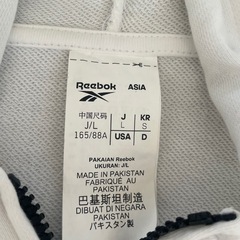 Reebok ASIA
中国尺码 J KR
J/L L S
165/88A USA D
PAKAIAN Reebok
UKURAN: J/L
MADE IN PAKISTAN
FABRIQUÉ AU
PAKISTAN
巴基斯坦制造
DIBUAT DI NEGARA
PAKISTAN
パキスタン製